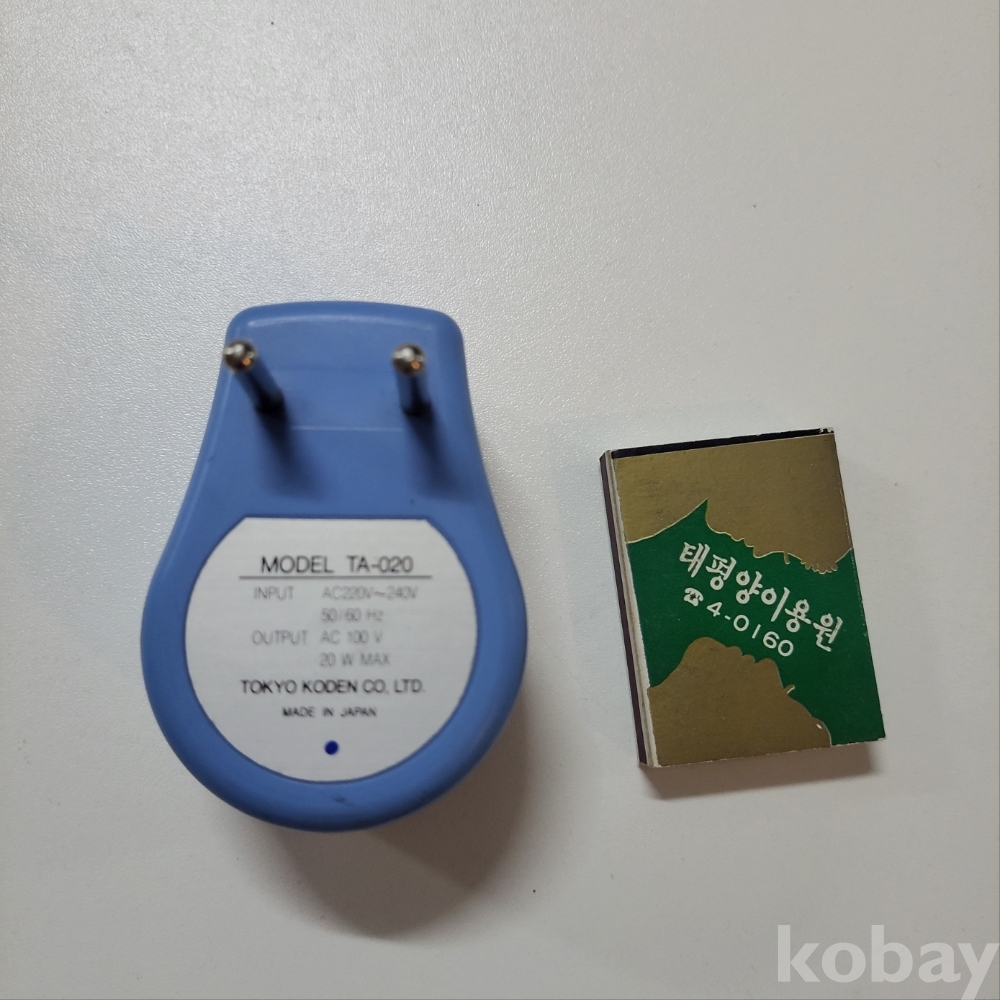 MODEL TA-020
INPUT AC220V~240V
50/60 Hz
OUTPUT AC 100 V
20 W MAX
TOKYO KODEN CO., LTD.
MADE IN JAPAN
태평양이용원
☎4-0160
kobay